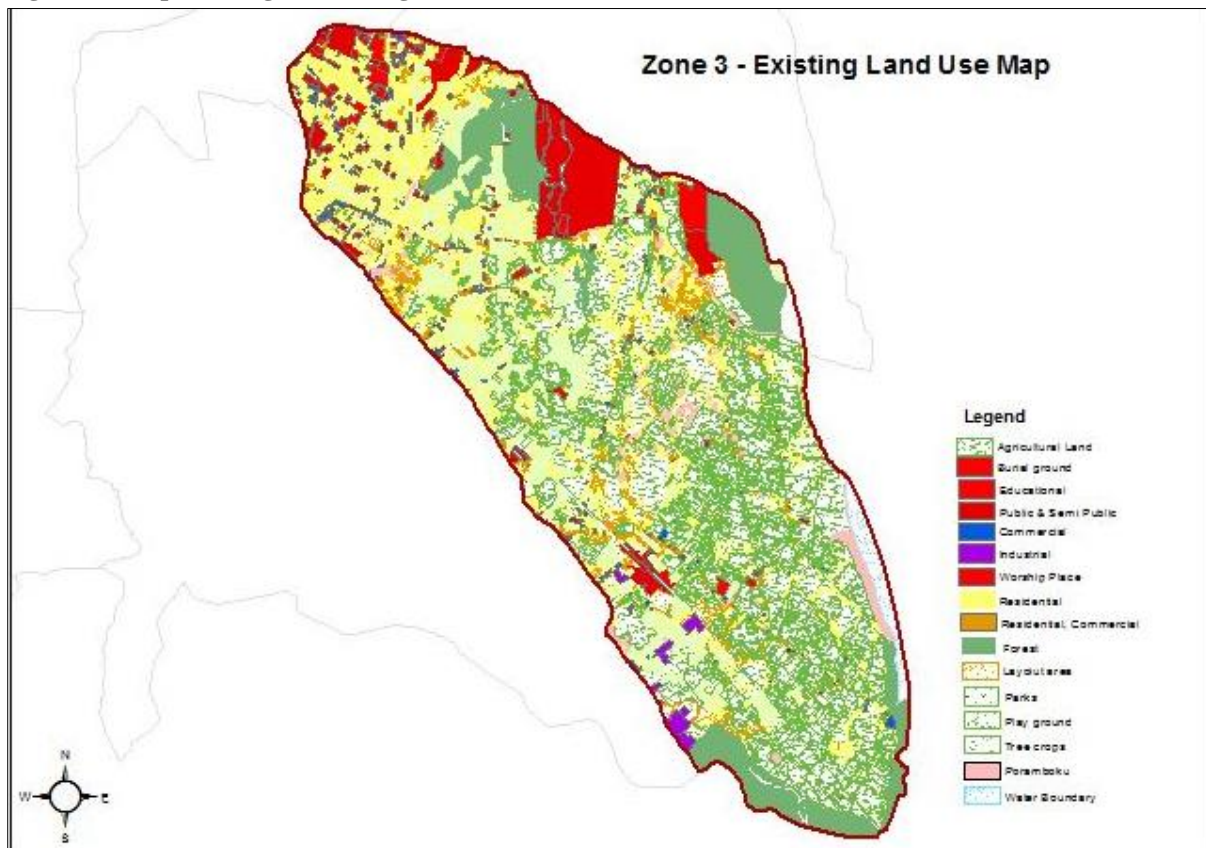 Zone 3 - Existing Land Use Map
Legend
Agricultural Land
Burial ground
Educational
Public & Semi Public
Commercial
Industrial
Worship Place
Residential
Residential, Commercial
Forest
Layout area
Parks
Play ground
Tree crops
Poramboku
Water Boundary
N
W E
S